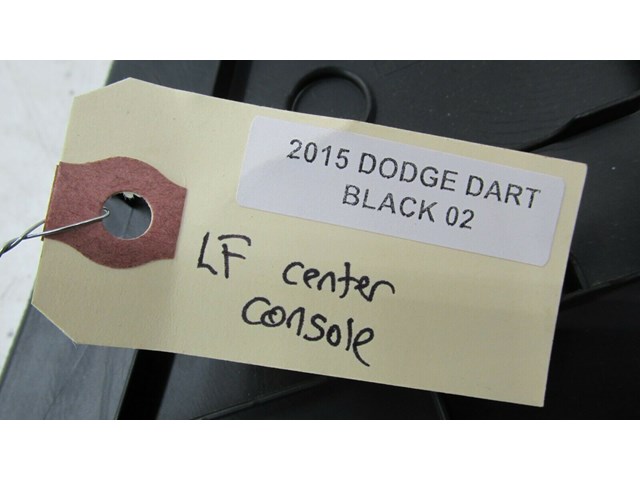 2015 DODGE DART
BLACK 02
LF center
console